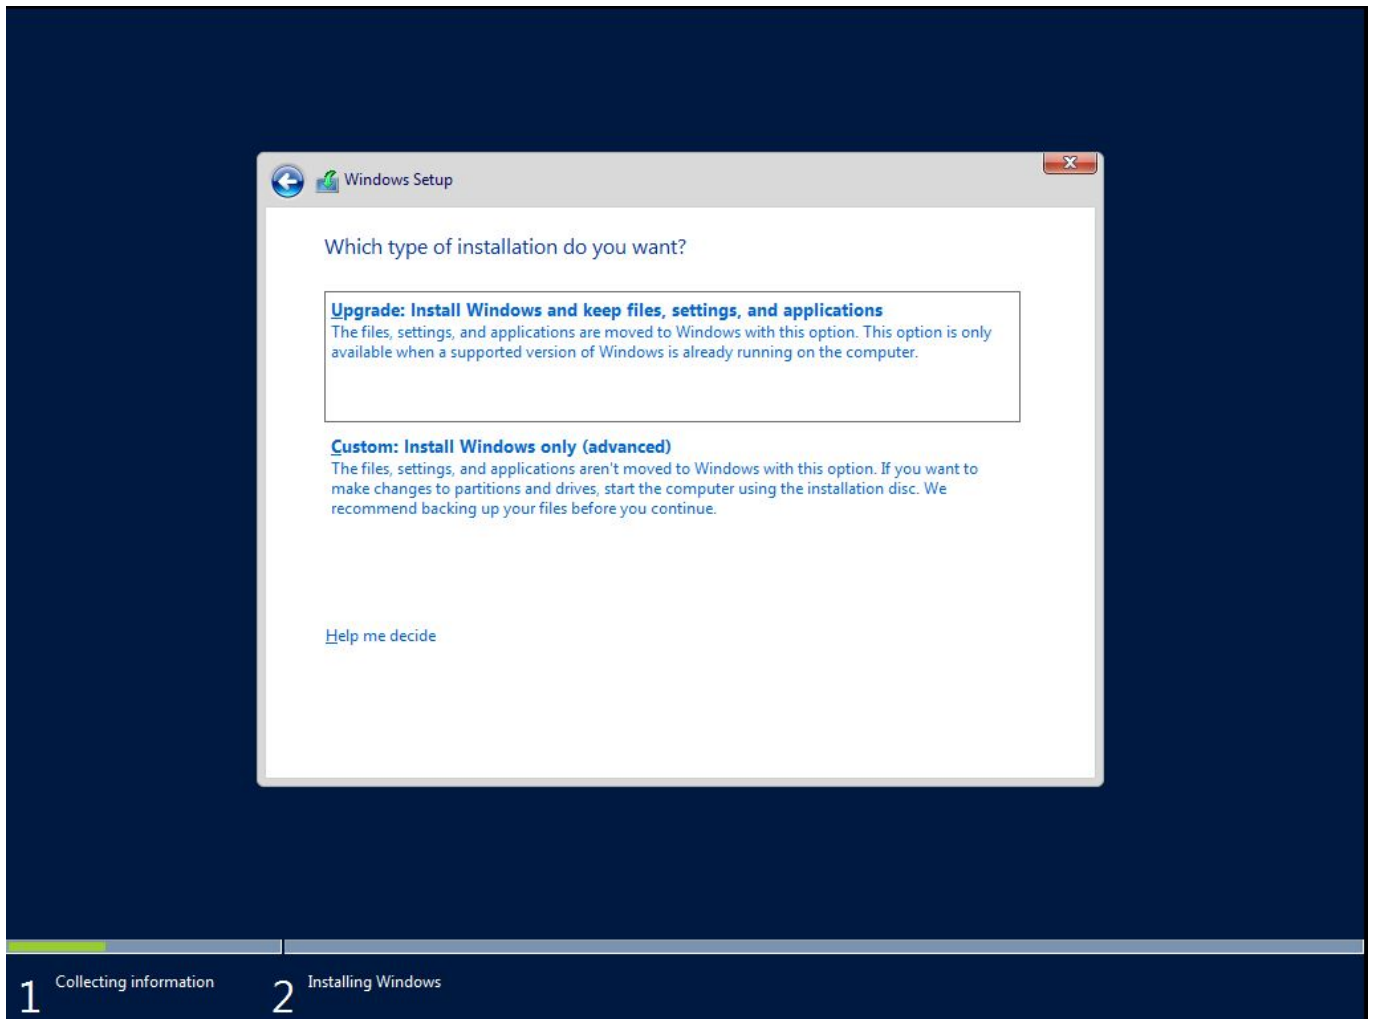 Windows Setup
Which type of installation do you want?
Upgrade: Install Windows and keep files, settings, and applications
The files, settings, and applications are moved to Windows with this option. This option is only
available when a supported version of Windows is already running on the computer.
Custom: Install Windows only (advanced)
The files, settings, and applications aren't moved to Windows with this option. If you want to
make changes to partitions and drives, start the computer using the installation disc. We
recommend backing up your files before you continue.
Help me decide
1 Collecting information
2 Installing Windows